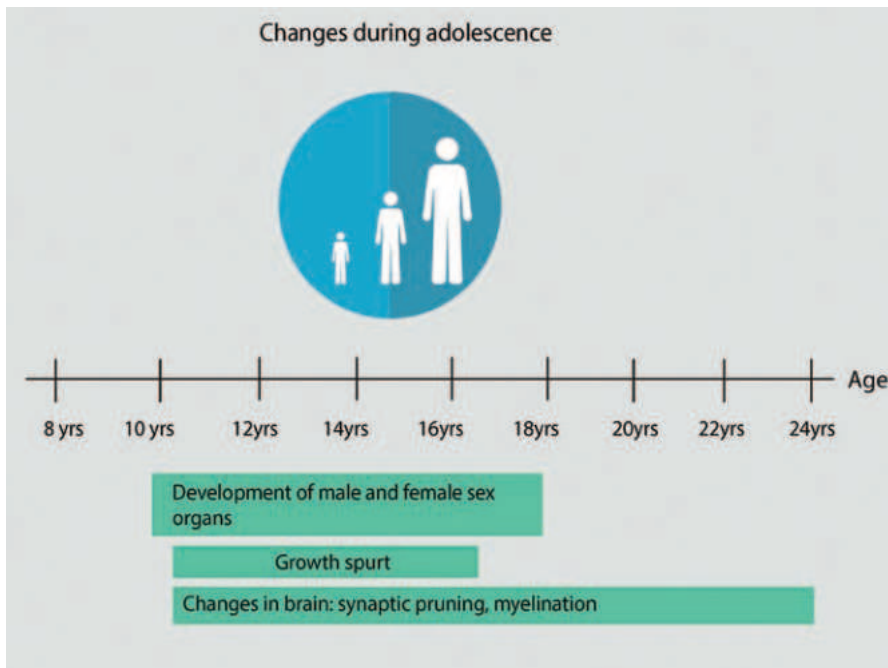 Changes during adolescence
Age
8 yrs
10 yrs
12yrs
14yrs
16yrs
18yrs
20yrs
22yrs
24yrs
Development of male and female sex
organs
Growth spurt
Changes in brain: synaptic pruning, myelination